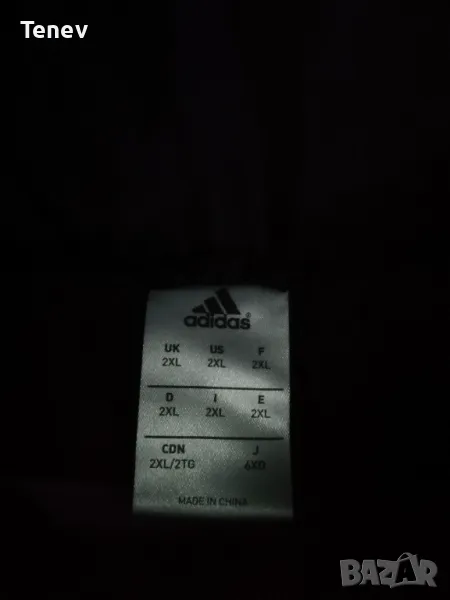 Tenev
adidas®
UK US F
2XL 2XL 2XL
D I E
2XL 2XL 2XL
CDN J
2XL/2TG 4XO
MADE IN CHINA
BAZAR